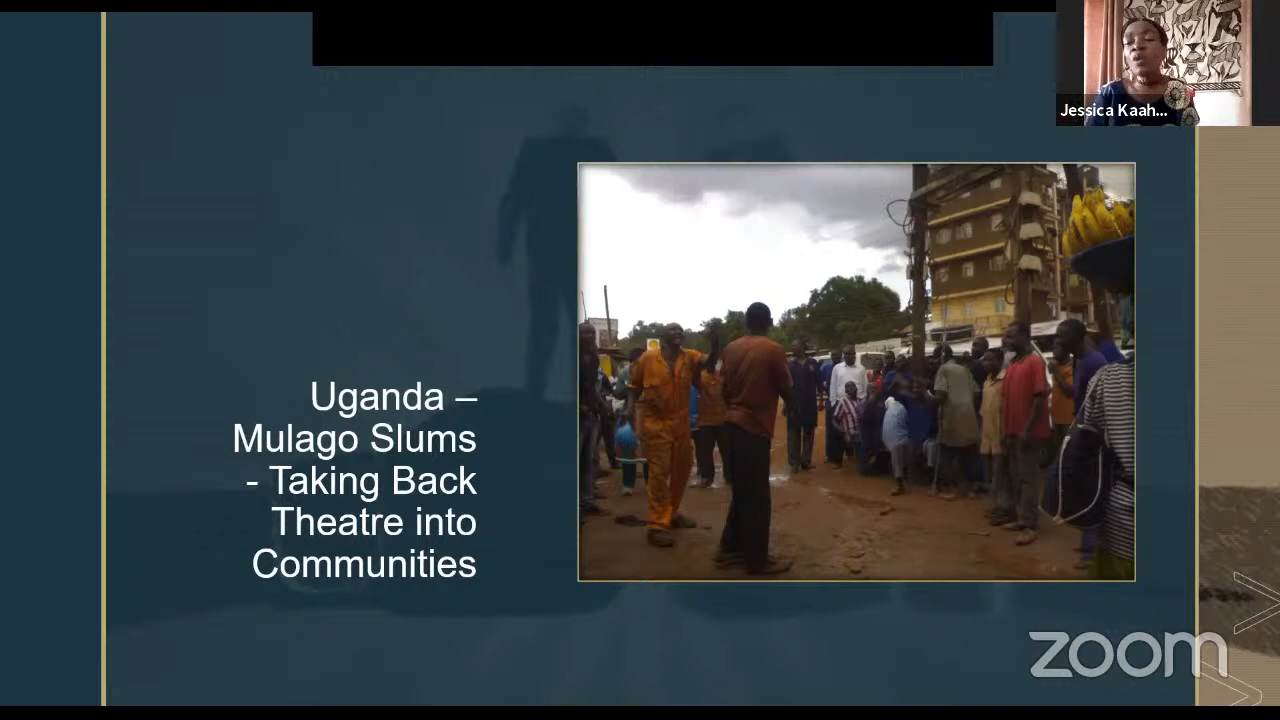 Jessica Kaah...
Uganda –
Mulago Slums
- Taking Back
Theatre into
Communities
zoom